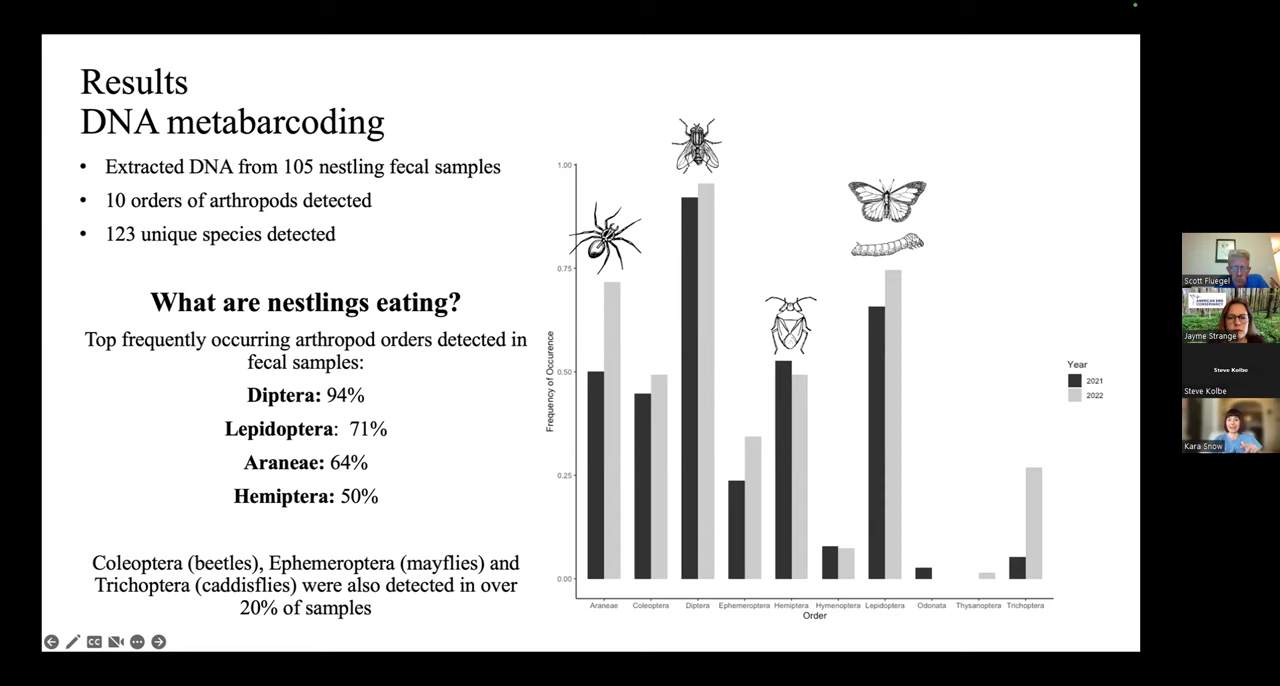 Results
DNA metabarcoding
• Extracted DNA from 105 nestling fecal samples
• 10 orders of arthropods detected
• 123 unique species detected
What are nestlings eating?
Top frequently occurring arthropod orders detected in
fecal samples:
Diptera: 94%
Lepidoptera: 71%
Araneae: 64%
Hemiptera: 50%
Coleoptera (beetles), Ephemeroptera (mayflies) and
Trichoptera (caddisflies) were also detected in over
20% of samples
Frequency of Occurence
1.00
0.75
0.50
0.25
0.00
Araneae Coleoptera Diptera Ephemeroptera Hemiptera Hymenoptera Lepidoptera Odonata Thysanoptera Trichoptera
Order
Year
2021
2022
CC
Scott Fluegel
AMERICAN BIRD
CONSERVANCY
Jayme Strange
Steve Kolbe
Steve Kolbe
Kara Snow